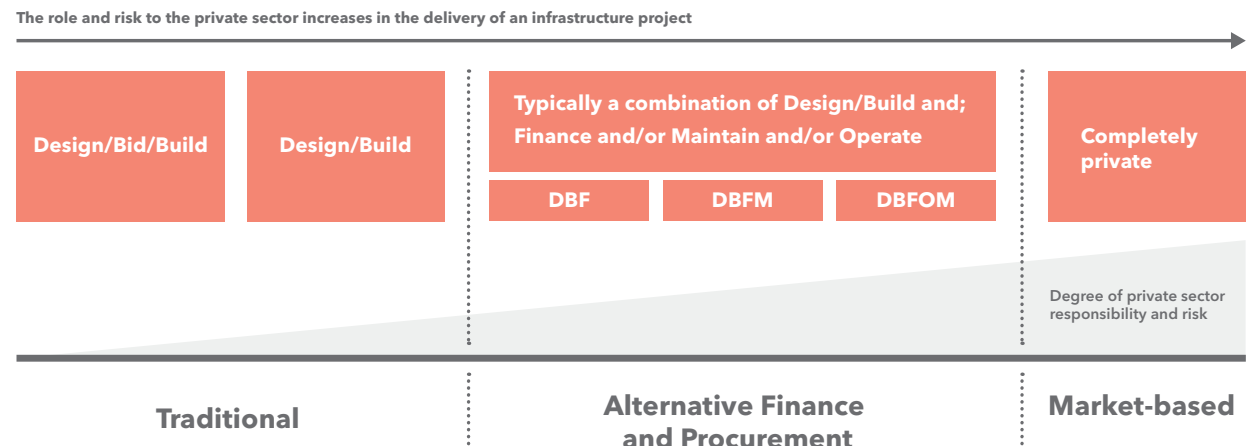 The role and risk to the private sector increases in the delivery of an infrastructure project
Design/Bid/Build
Design/Build
Typically a combination of Design/Build and;
Finance and/or Maintain and/or Operate
DBF
DBFM
DBFOM
Completely
private
Degree of private sector
responsibility and risk
Traditional
Alternative Finance
and Procurement
Market-based